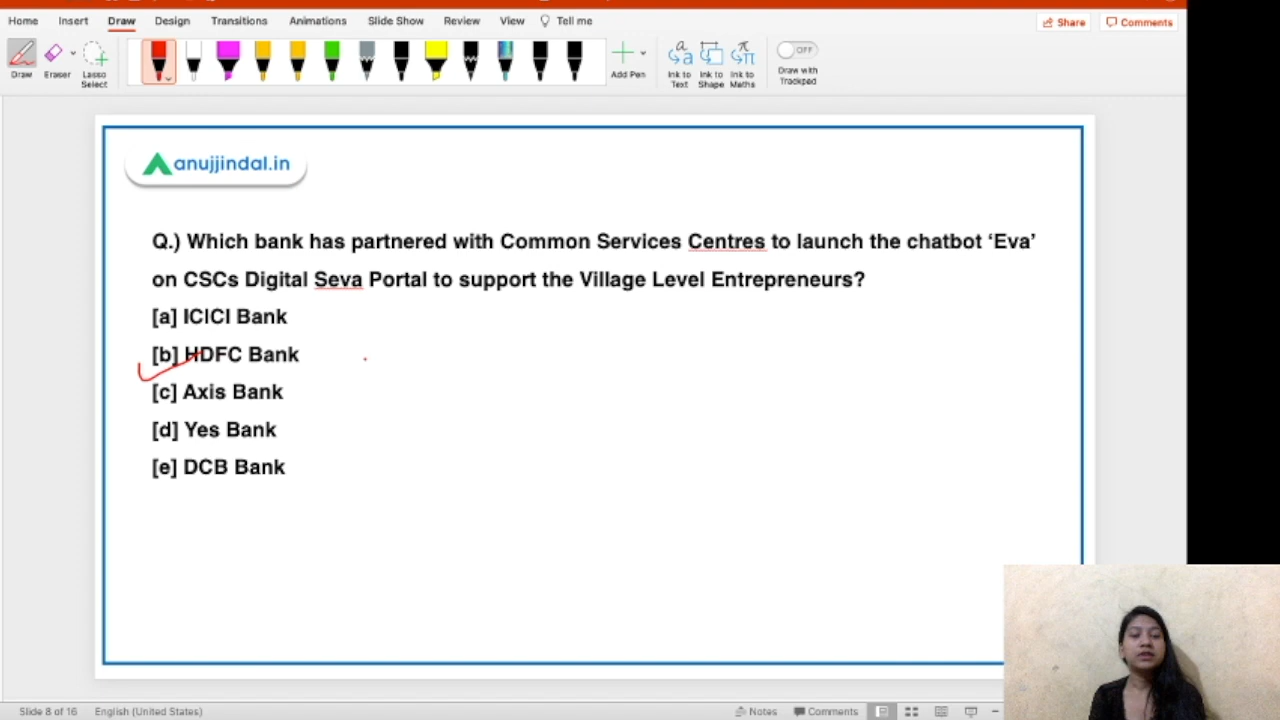 Home Insert Draw Design Transitions Animations Slide Show Review View Tell me Share Comments
Draw Eraser Lasso Select Add Pen Ink to Text Ink to Shape Ink to Maths OFF Draw with Trackpad
anujjindal.in
Q.) Which bank has partnered with Common Services Centres to launch the chatbot ‘Eva’
on CSCs Digital Seva Portal to support the Village Level Entrepreneurs?
[a] ICICI Bank
[b] HDFC Bank
[c] Axis Bank
[d] Yes Bank
[e] DCB Bank
Slide 8 of 16 English (United States) Notes Comments